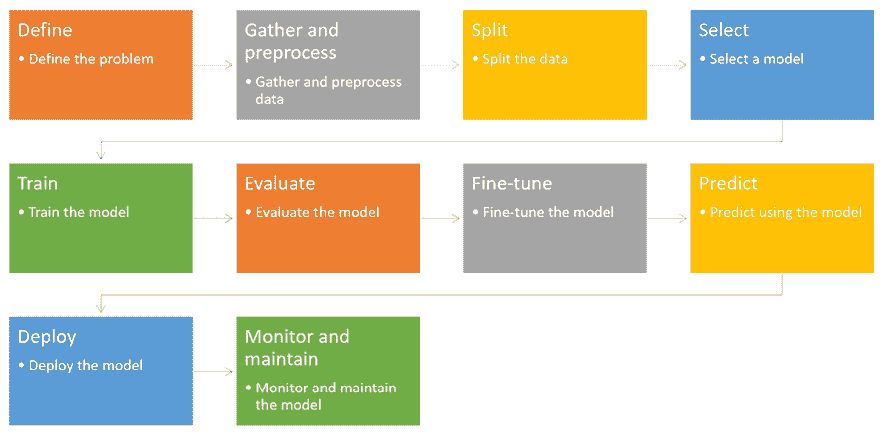 Define
• Define the problem
Gather and
preprocess
• Gather and preprocess
data
Split
• Split the data
Select
• Select a model
Train
• Train the model
Evaluate
• Evaluate the model
Fine-tune
• Fine-tune the model
Predict
• Predict using the model
Deploy
• Deploy the model
Monitor and
maintain
• Monitor and maintain
the model